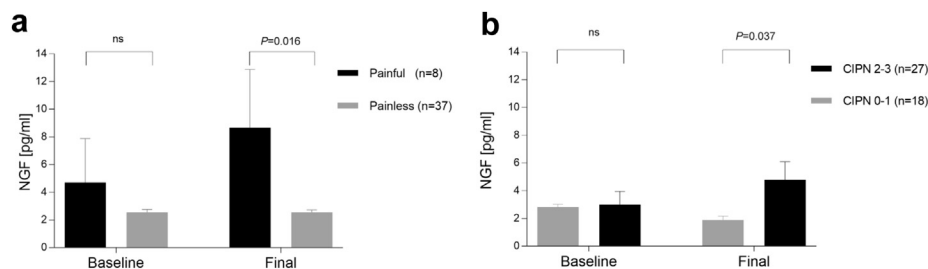 a
ns
P=0.016
14
12
10
8
6
4
2
0
NGF [pg/ml]
Painful (n=8)
Painless (n=37)
Baseline
Final
b
ns
P=0.037
14
12
10
8
6
4
2
0
NGF [pg/ml]
CIPN 2-3 (n=27)
CIPN 0-1 (n=18)
Baseline
Final